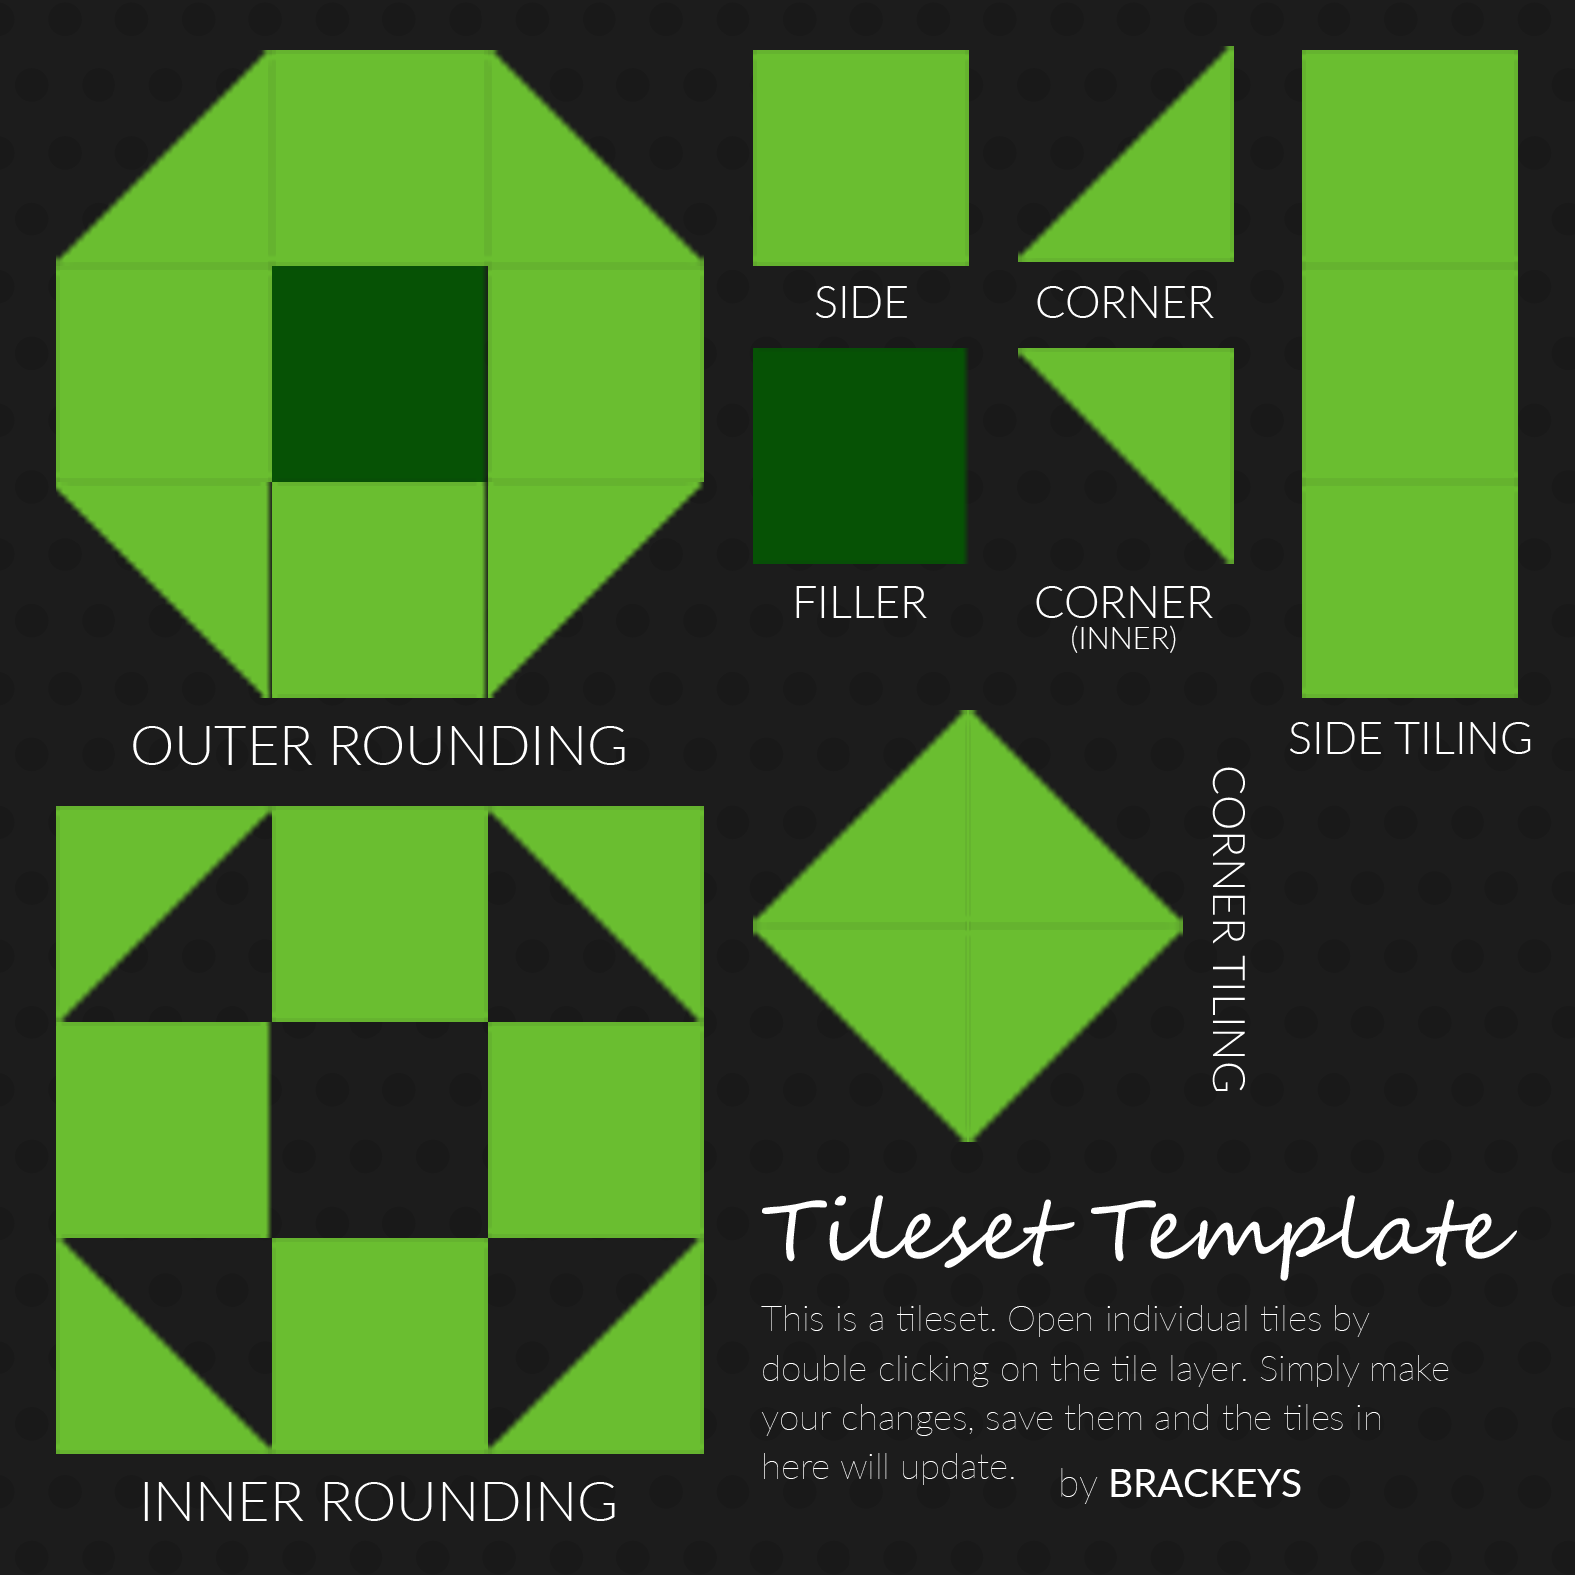 SIDE
CORNER
FILLER
CORNER
(INNER)
OUTER ROUNDING
SIDE TILING
CORNER TILING
INNER ROUNDING
Tileset Template
This is a tileset. Open individual tiles by
double clicking on the tile layer. Simply make
your changes, save them and the tiles in
here will update.
by BRACKEYS